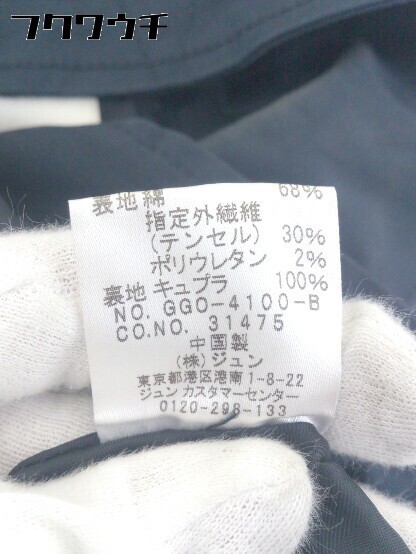 フクワウチ
表地 綿 68%
指定外繊維
(テンセル) 30%
ポリウレタン 2%
裏地 キュプラ 100%
NO. GGO-4100-B
CO.NO. 31475
中国製
(株)ジュン
東京都港区港南1-8-22
ジュン カスタマーセンター
0120-298-133